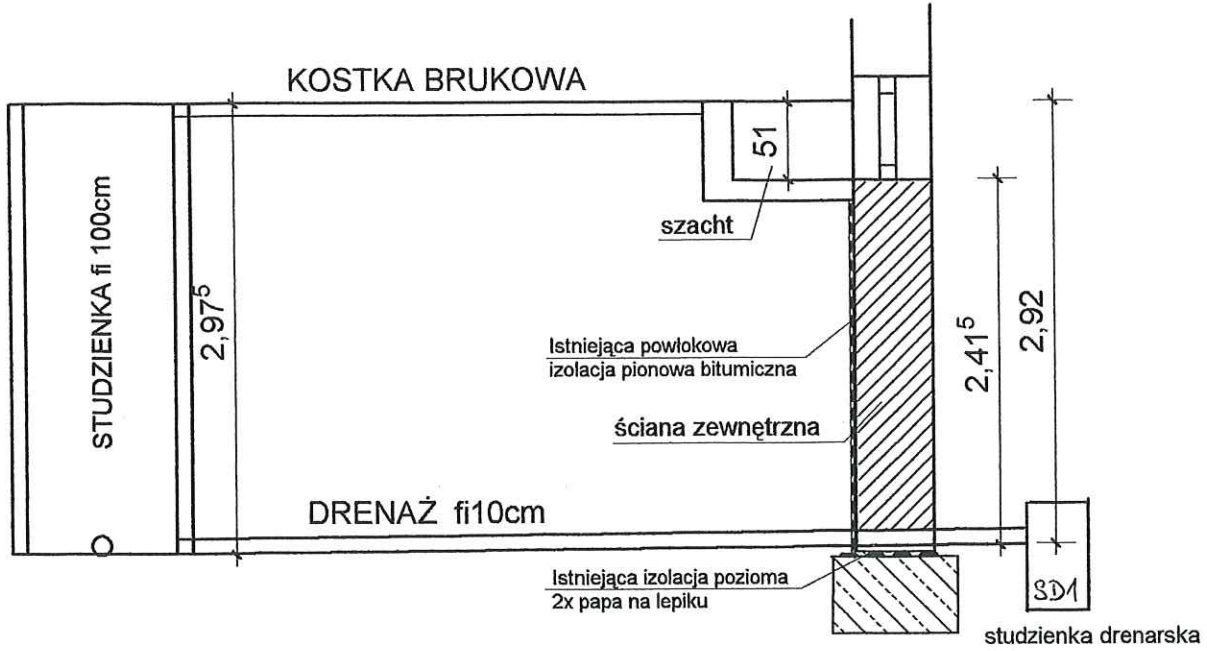 KOSTKA BRUKOWA
51
szacht
STUDZIENKA fi 100cm
2,97⁵
Istniejąca powłokowa
izolacja pionowa bitumiczna
ściana zewnętrzna
2,41⁵
2,92
DRENAŻ fi10cm
Istniejąca izolacja pozioma
2x papa na lepiku
SD1
studzienka drenarska